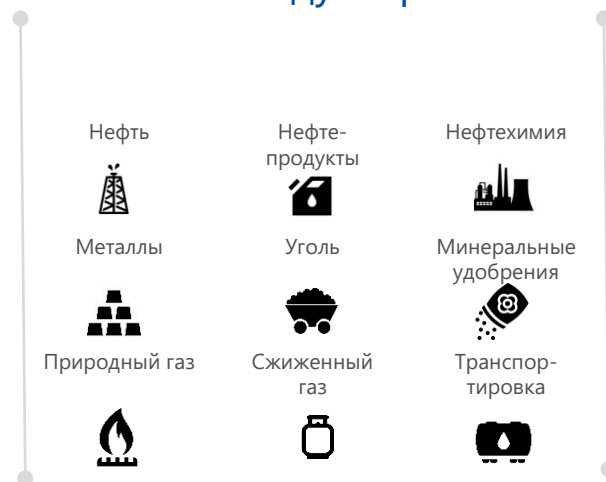 Нефть Нефте- Нефтехимия
продукты
Металлы Уголь Минеральные
удобрения
Природный газ Сжиженный Транспор-
газ тировка